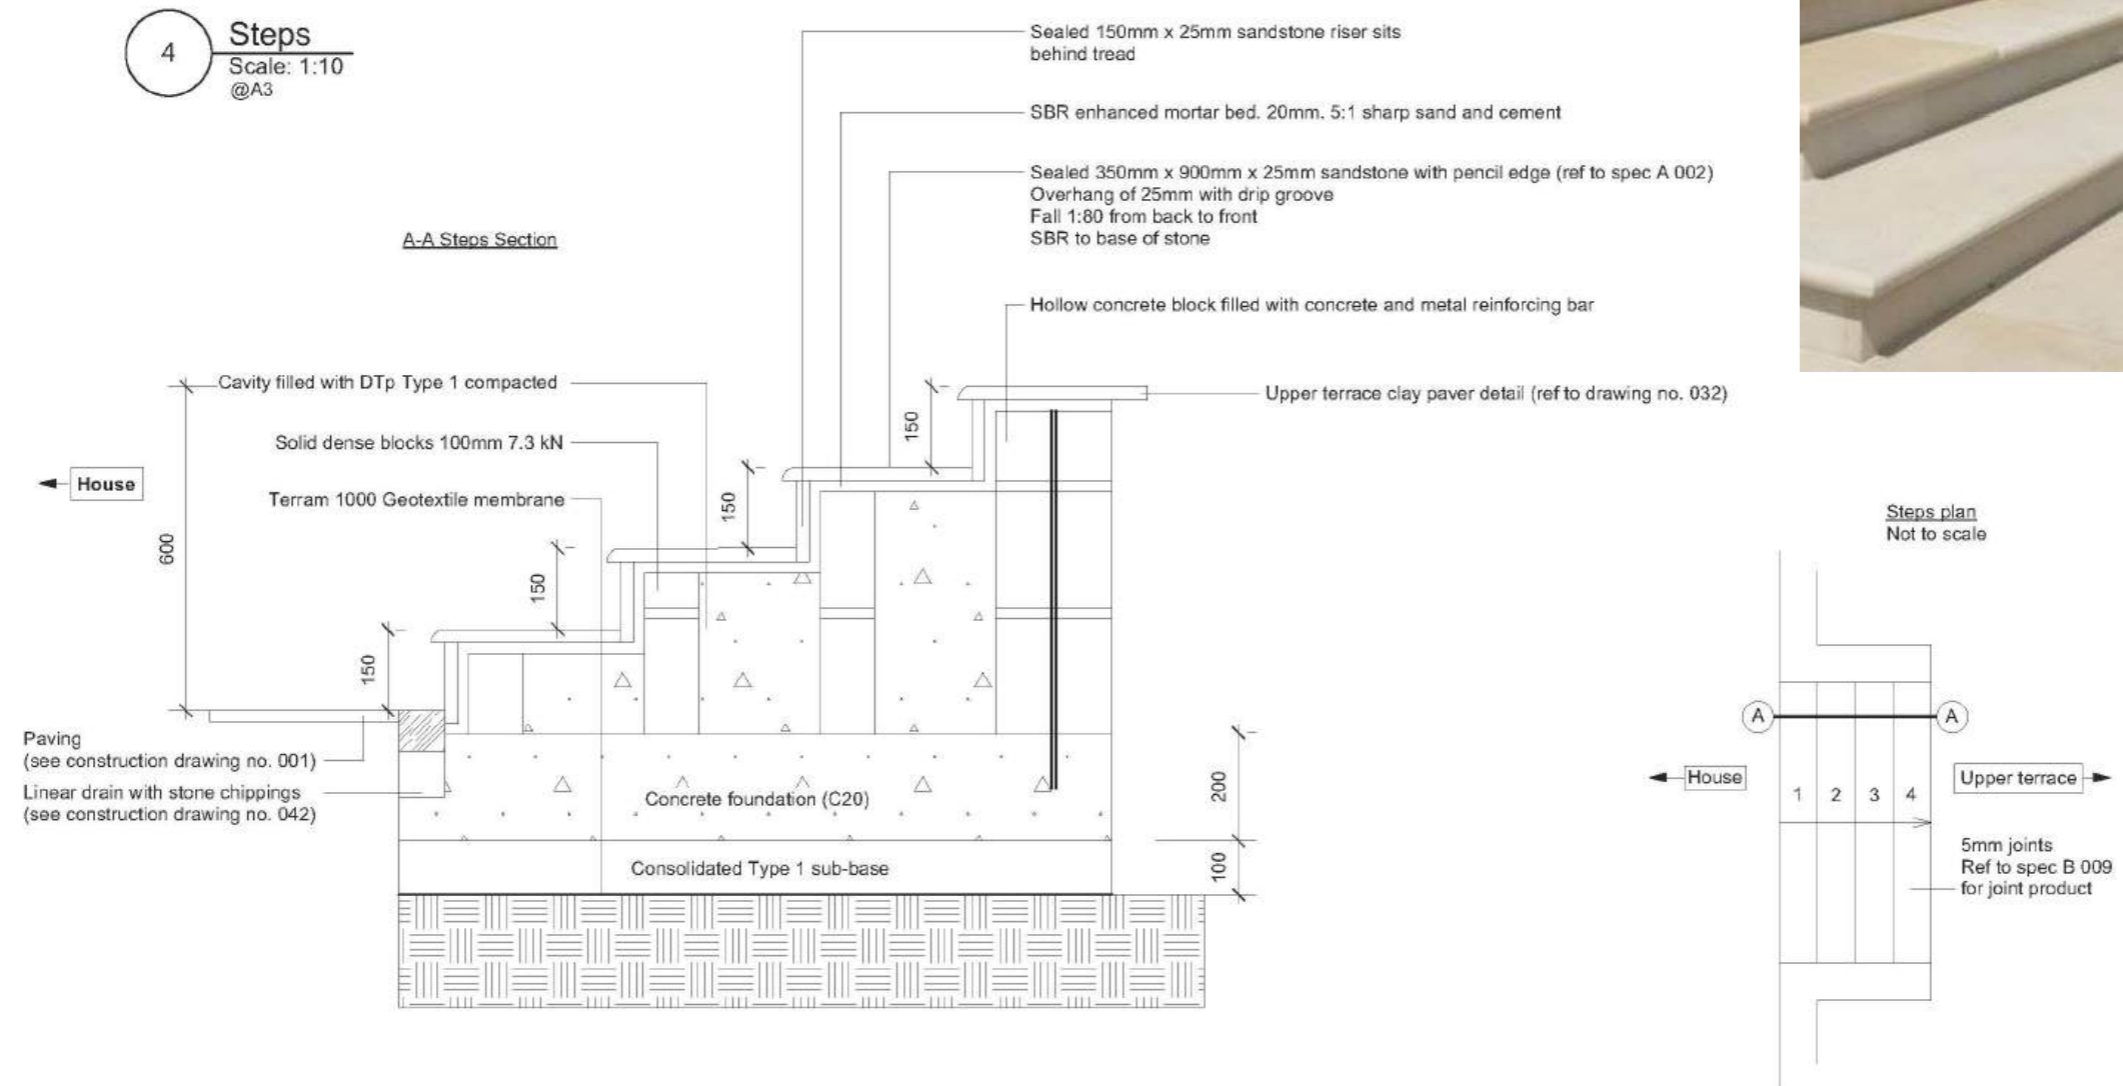 4
Steps
Scale: 1:10
@A3
A-A Steps Section
Sealed 150mm x 25mm sandstone riser sits
behind tread
SBR enhanced mortar bed. 20mm. 5:1 sharp sand and cement
Sealed 350mm x 900mm x 25mm sandstone with pencil edge (ref to spec A 002)
Overhang of 25mm with drip groove
Fall 1:80 from back to front
SBR to base of stone
Hollow concrete block filled with concrete and metal reinforcing bar
Cavity filled with DTp Type 1 compacted
Upper terrace clay paver detail (ref to drawing no. 032)
Solid dense blocks 100mm 7.3 kN
House
Terram 1000 Geotextile membrane
600
150
150
150
150
Paving
(see construction drawing no. 001)
Linear drain with stone chippings
(see construction drawing no. 042)
Concrete foundation (C20)
200
Consolidated Type 1 sub-base
100
Steps plan
Not to scale
A
A
House
Upper terrace
1 2 3 4
5mm joints
Ref to spec B 009
for joint product